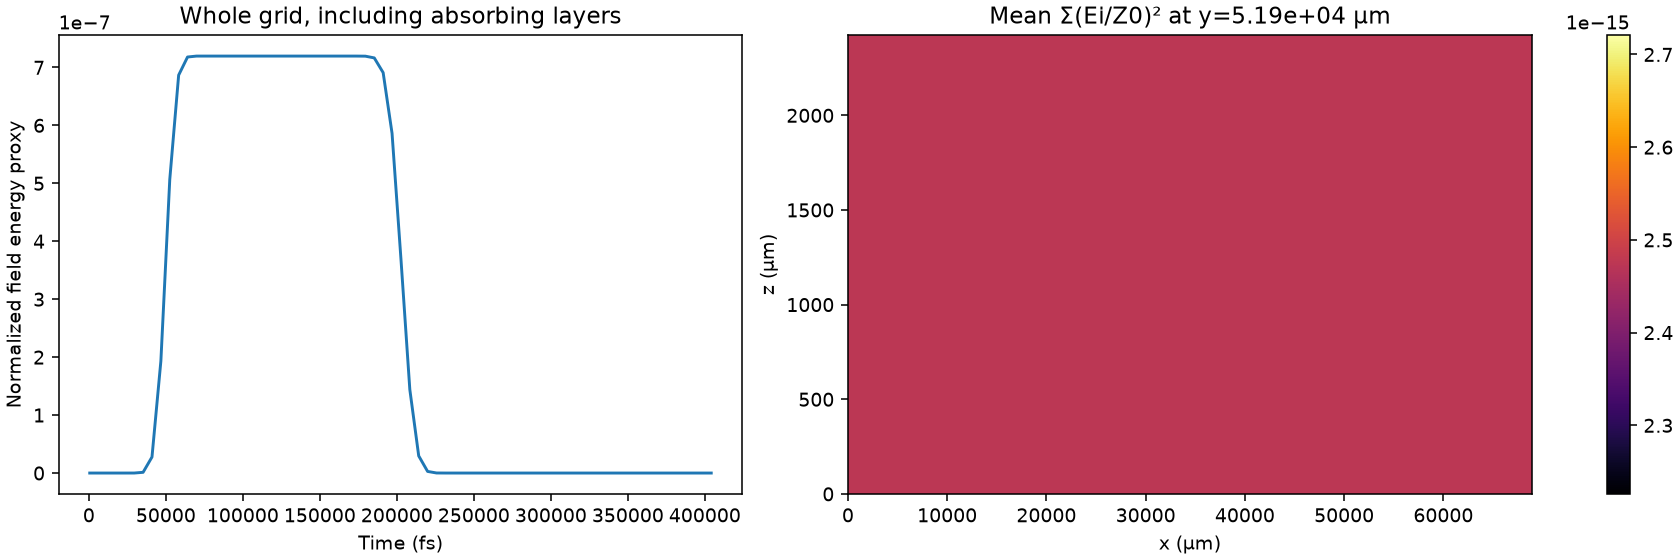 Whole grid, including absorbing layers
1e−7
Normalized field energy proxy
7
6
5
4
3
2
1
0
0 50000 100000 150000 200000 250000 300000 350000 400000
Time (fs)
Mean Σ(Ei/Z0)² at y=5.19e+04 μm
z (μm)
2000
1500
1000
500
0
0 10000 20000 30000 40000 50000 60000
x (μm)
1e−15
2.7
2.6
2.5
2.4
2.3